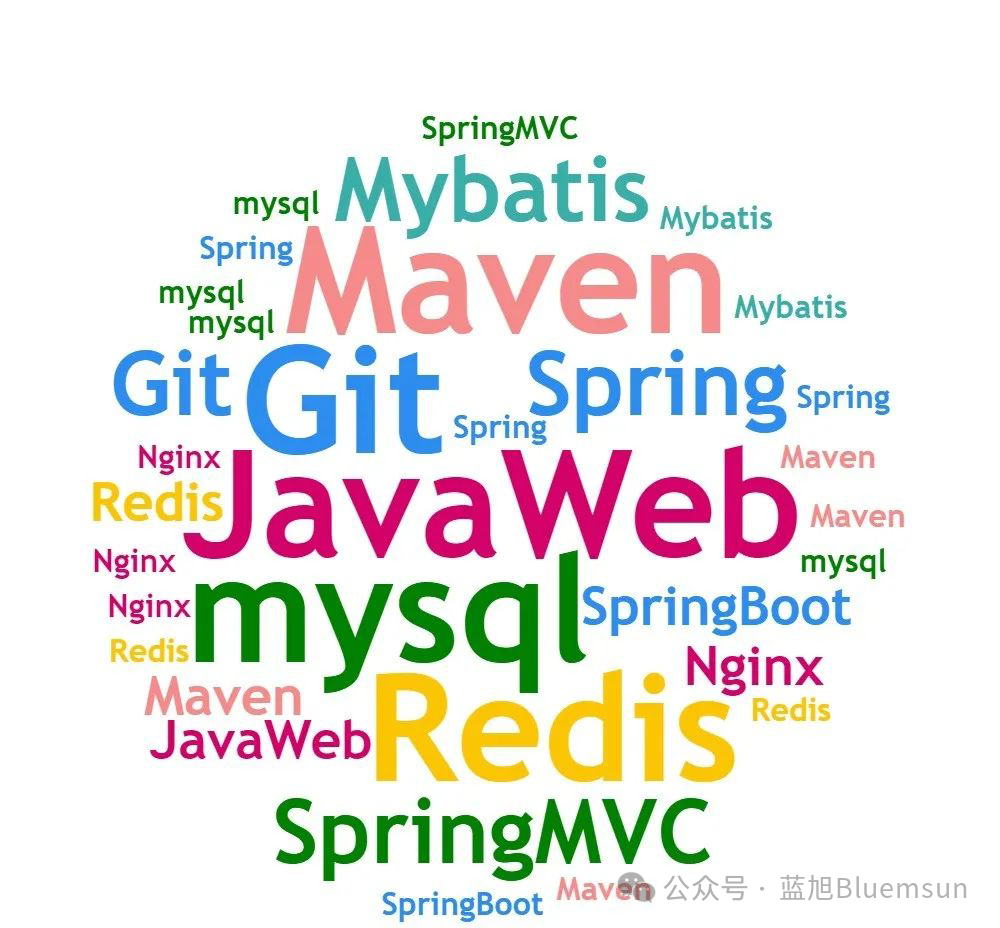 SpringMVC
Mybatis
mysql
Mybatis
Spring
Maven
mysql
Mybatis
mysql
Git
Git
Spring
Spring
Spring
Nginx
JavaWeb
Maven
Redis
Maven
Nginx
mysql
mysql
SpringBoot
Nginx
Redis
Nginx
Maven
Redis
Redis
JavaWeb
SpringMVC
Maven
SpringBoot
公众号 · 蓝旭Bluemsun